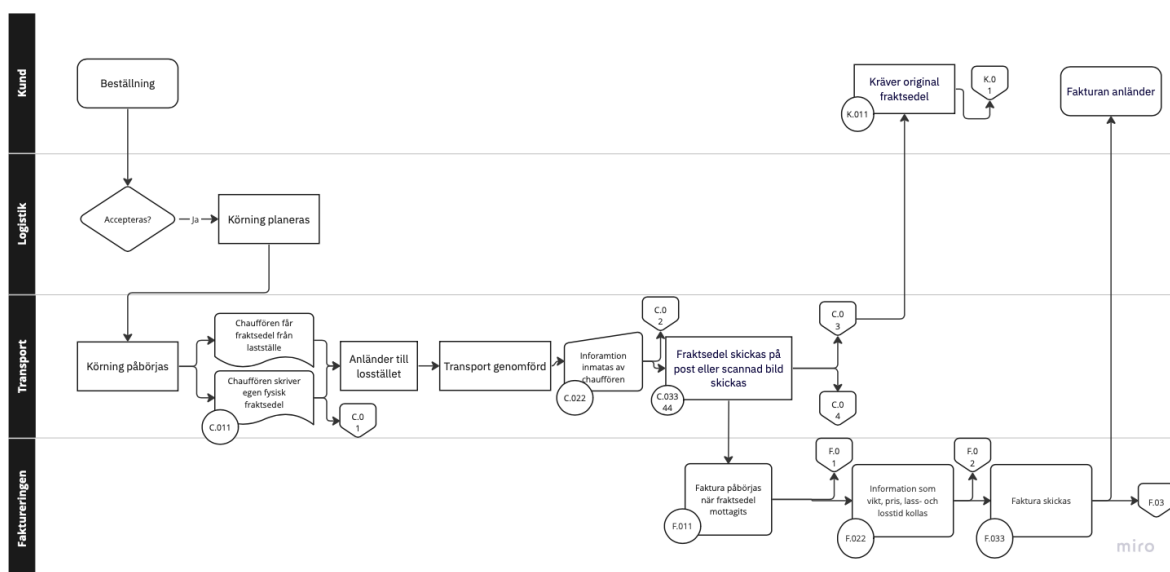 Kund
Beställning
Kräver original
fraktsedel
K.011
K.0
1
Fakturan anländer
Logistik
Accepteras?
Ja
Körning planeras
Transport
Körning påbörjas
Chauffören får
fraktsedel från
lastställe
Chauffören skriver
egen fysisk
fraktsedel
C.011
C.0
1
Anländer till
losstället
Transport genomförd
Inforamtion
inmatas av
chauffören
C.022
C.0
2
Fraktsedel skickas på
post eller scannad bild
skickas
C.033
44
C.0
3
C.0
4
Faktureringen
Faktura påbörjas
när fraktsedel
mottagits
F.011
F.0
1
Information som
vikt, pris, lass- och
losstid kollas
F.022
F.0
2
Faktura skickas
F.033
F.03
miro